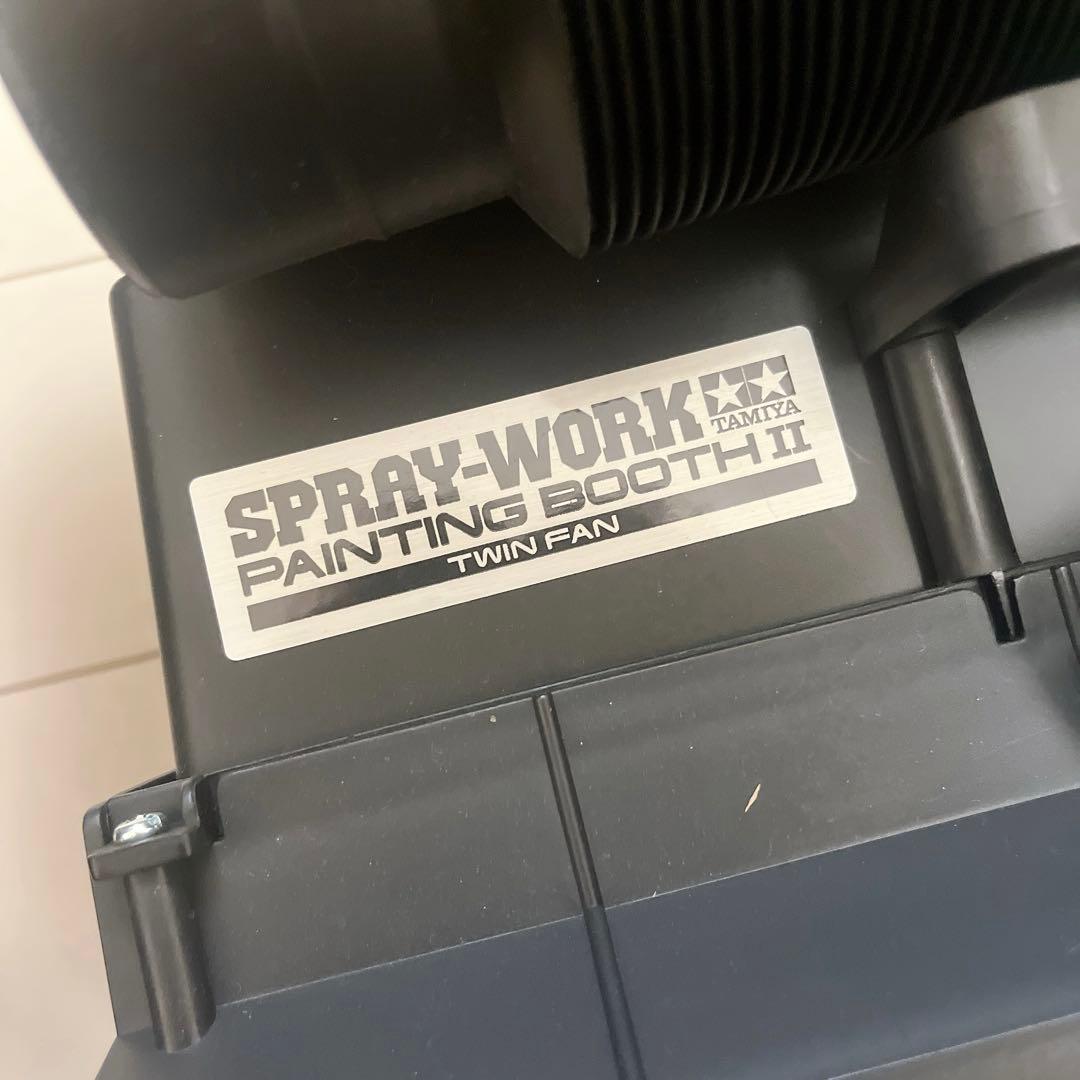 SPRAY-WORK
TAMIYA
PAINTING BOOTH II
TWIN FAN